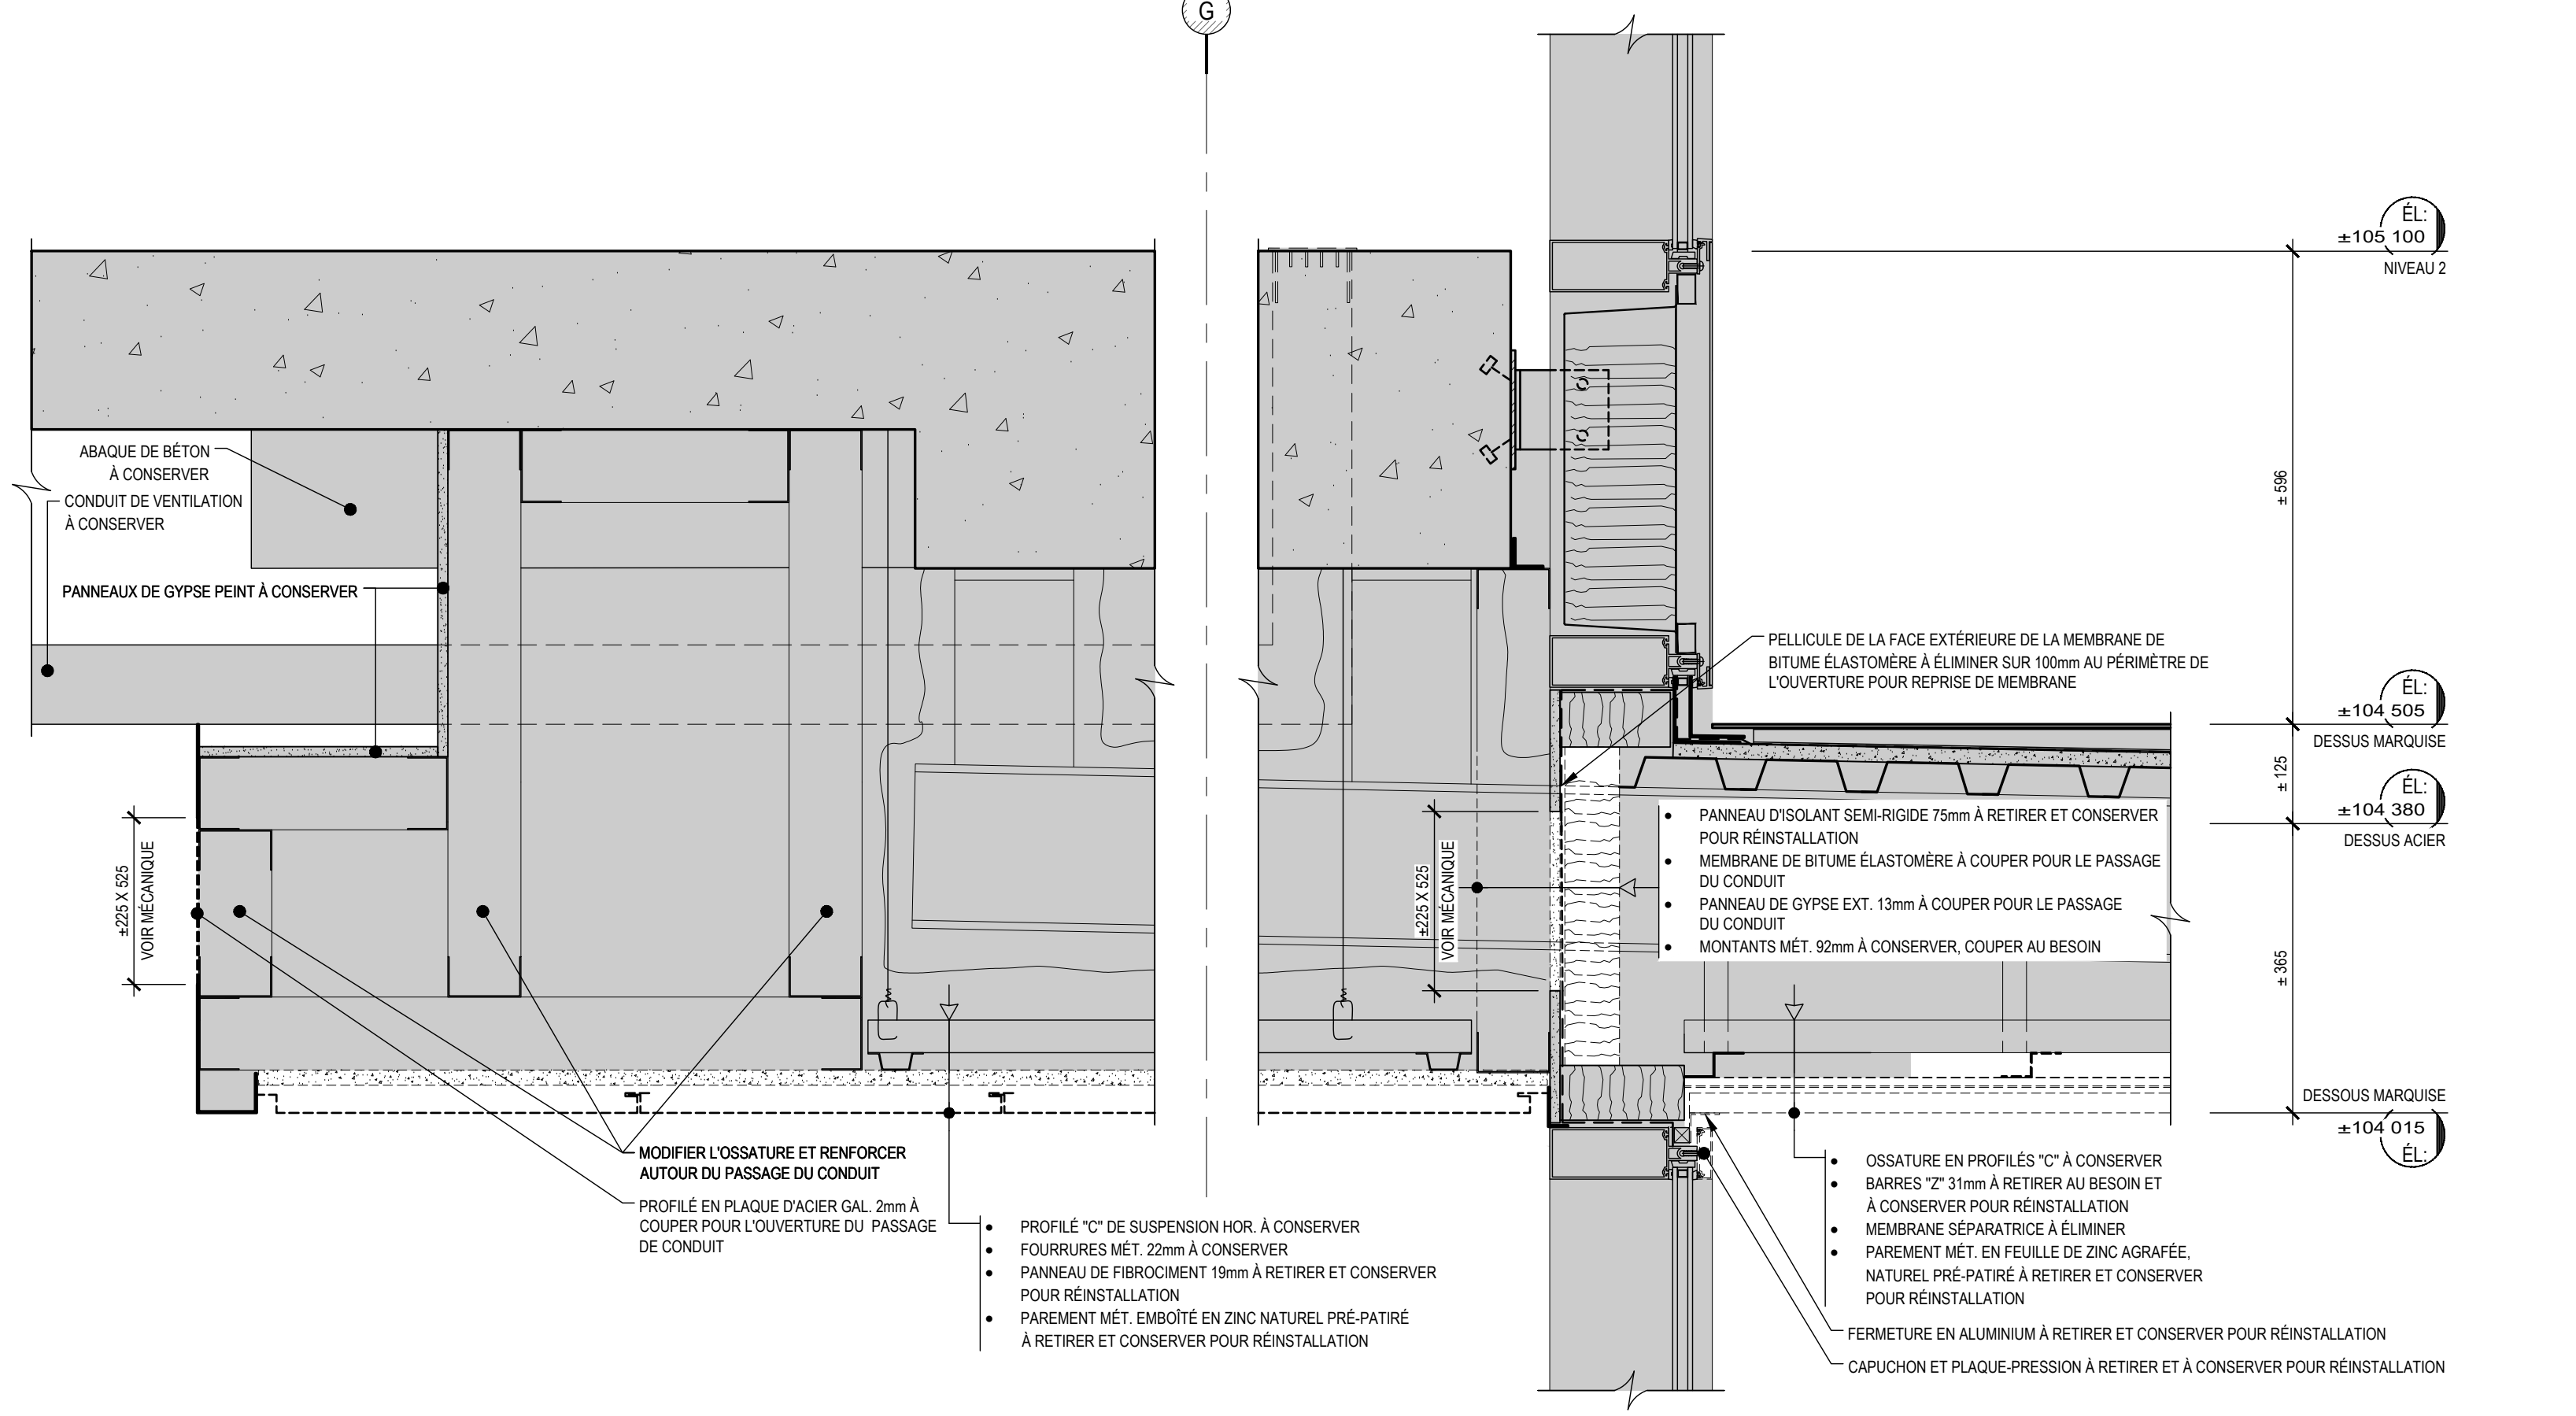 G
ÉL:
±105 100
NIVEAU 2
± 596
ABAQUE DE BÉTON
À CONSERVER
CONDUIT DE VENTILATION
À CONSERVER
PANNEAUX DE GYPSE PEINT À CONSERVER
PELLICULE DE LA FACE EXTÉRIEURE DE LA MEMBRANE DE
BITUME ÉLASTOMÈRE À ÉLIMINER SUR 100mm AU PÉRIMÈTRE DE
L'OUVERTURE POUR REPRISE DE MEMBRANE
ÉL:
±104 505
DESSUS MARQUISE
± 125
ÉL:
±104 380
DESSUS ACIER
± 365
±225 X 525
VOIR MÉCANIQUE
±225 X 525
VOIR MÉCANIQUE
• PANNEAU D'ISOLANT SEMI-RIGIDE 75mm À RETIRER ET CONSERVER
POUR RÉINSTALLATION
• MEMBRANE DE BITUME ÉLASTOMÈRE À COUPER POUR LE PASSAGE
DU CONDUIT
• PANNEAU DE GYPSE EXT. 13mm À COUPER POUR LE PASSAGE
DU CONDUIT
• MONTANTS MÉT. 92mm À CONSERVER, COUPER AU BESOIN
DESSOUS MARQUISE
±104 015
ÉL:
MODIFIER L'OSSATURE ET RENFORCER
AUTOUR DU PASSAGE DU CONDUIT
PROFILÉ EN PLAQUE D'ACIER GAL. 2mm À
COUPER POUR L'OUVERTURE DU PASSAGE
DE CONDUIT
• PROFILÉ "C" DE SUSPENSION HOR. À CONSERVER
• FOURRURES MÉT. 22mm À CONSERVER
• PANNEAU DE FIBROCIMENT 19mm À RETIRER ET CONSERVER
POUR RÉINSTALLATION
• PAREMENT MÉT. EMBOÎTÉ EN ZINC NATUREL PRÉ-PATIRÉ
À RETIRER ET CONSERVER POUR RÉINSTALLATION
• OSSATURE EN PROFILÉS "C" À CONSERVER
• BARRES "Z" 31mm À RETIRER AU BESOIN ET
À CONSERVER POUR RÉINSTALLATION
• MEMBRANE SÉPARATRICE À ÉLIMINER
• PAREMENT MÉT. EN FEUILLE DE ZINC AGRAFÉE,
NATUREL PRÉ-PATIRÉ À RETIRER ET CONSERVER
POUR RÉINSTALLATION
FERMETURE EN ALUMINIUM À RETIRER ET CONSERVER POUR RÉINSTALLATION
CAPUCHON ET PLAQUE-PRESSION À RETIRER ET À CONSERVER POUR RÉINSTALLATION